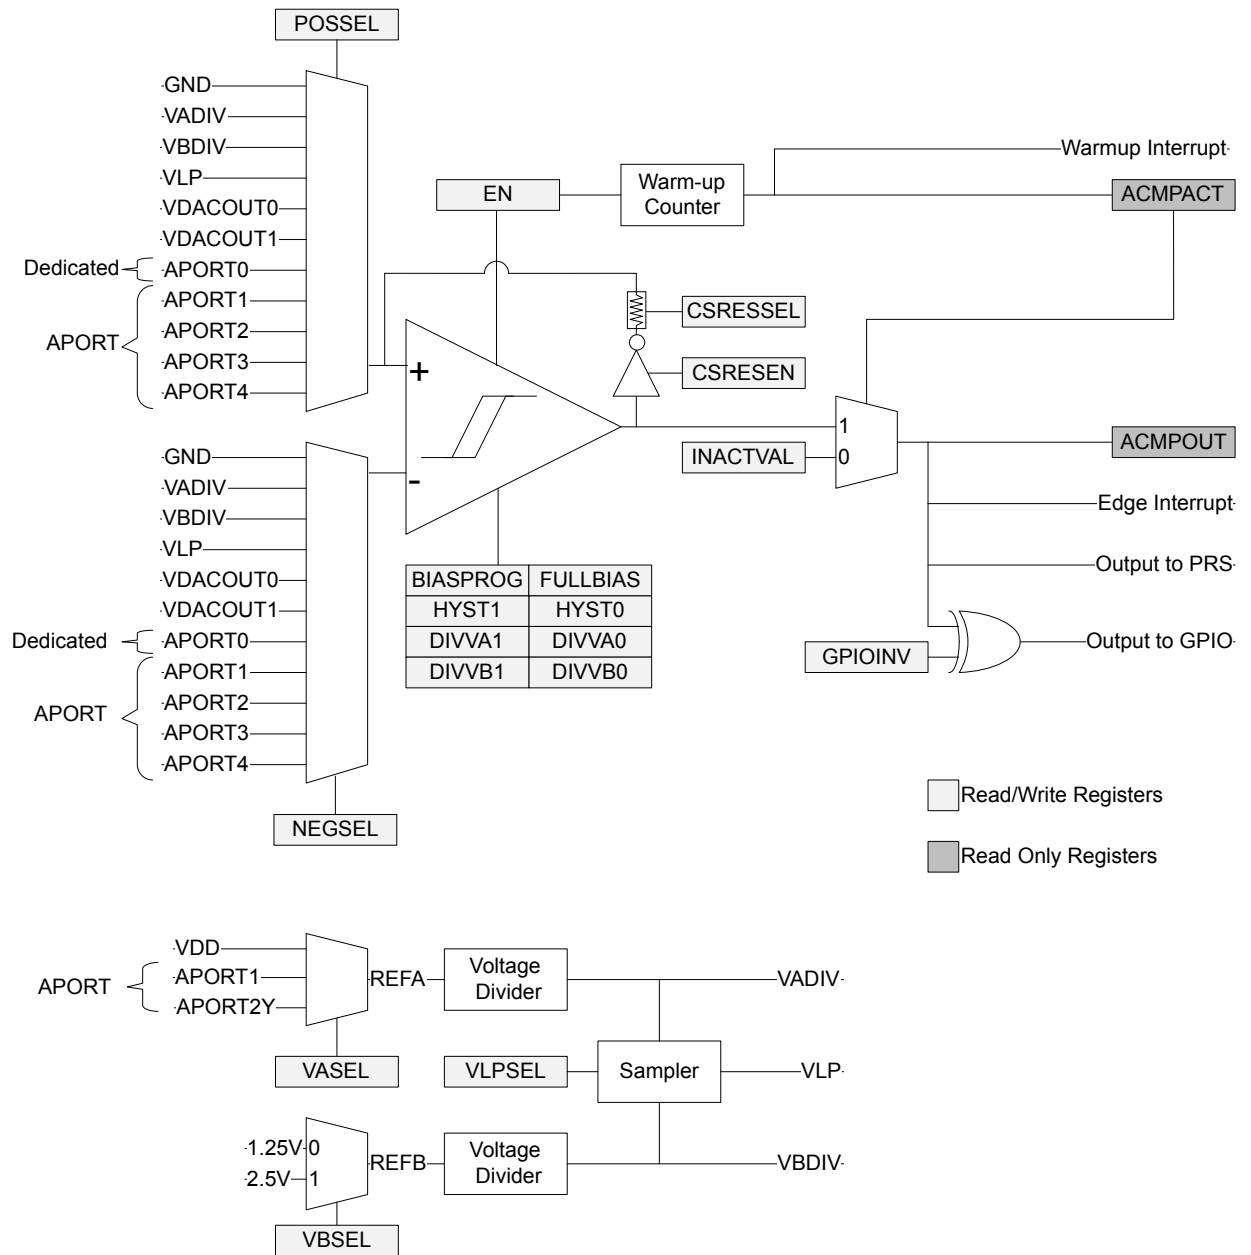 POSSEL
GND
VADIV
VBDIV
VLP
VDACOUT0
VDACOUT1
Dedicated
APORT0
APORT1
APORT2
APORT3
APORT4
APORT
EN
Warm-up
Counter
Warmup Interrupt
ACMPACT
CSRESSEL
CSRESEN
+
-
1
0
INACTVAL
ACMPOUT
Edge Interrupt
Output to PRS
Output to GPIO
GPIOINV
GND
VADIV
VBDIV
VLP
VDACOUT0
VDACOUT1
Dedicated
APORT0
APORT1
APORT2
APORT3
APORT4
APORT
NEGSEL
BIASPROG FULLBIAS
HYST1 HYST0
DIVVA1 DIVVA0
DIVVB1 DIVVB0
Read/Write Registers
Read Only Registers
VDD
APORT
APORT1
APORT2Y
REFA
Voltage
Divider
VADIV
VASEL
VLPSEL
Sampler
VLP
1.25V 0
2.5V 1
REFB
Voltage
Divider
VBDIV
VBSEL